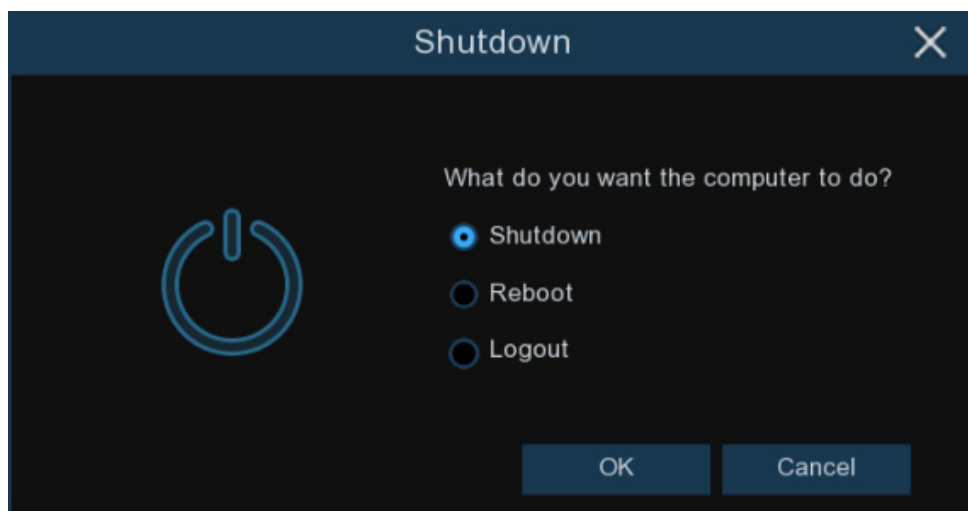 Shutdown
What do you want the computer to do?
Shutdown
Reboot
Logout
OK
Cancel